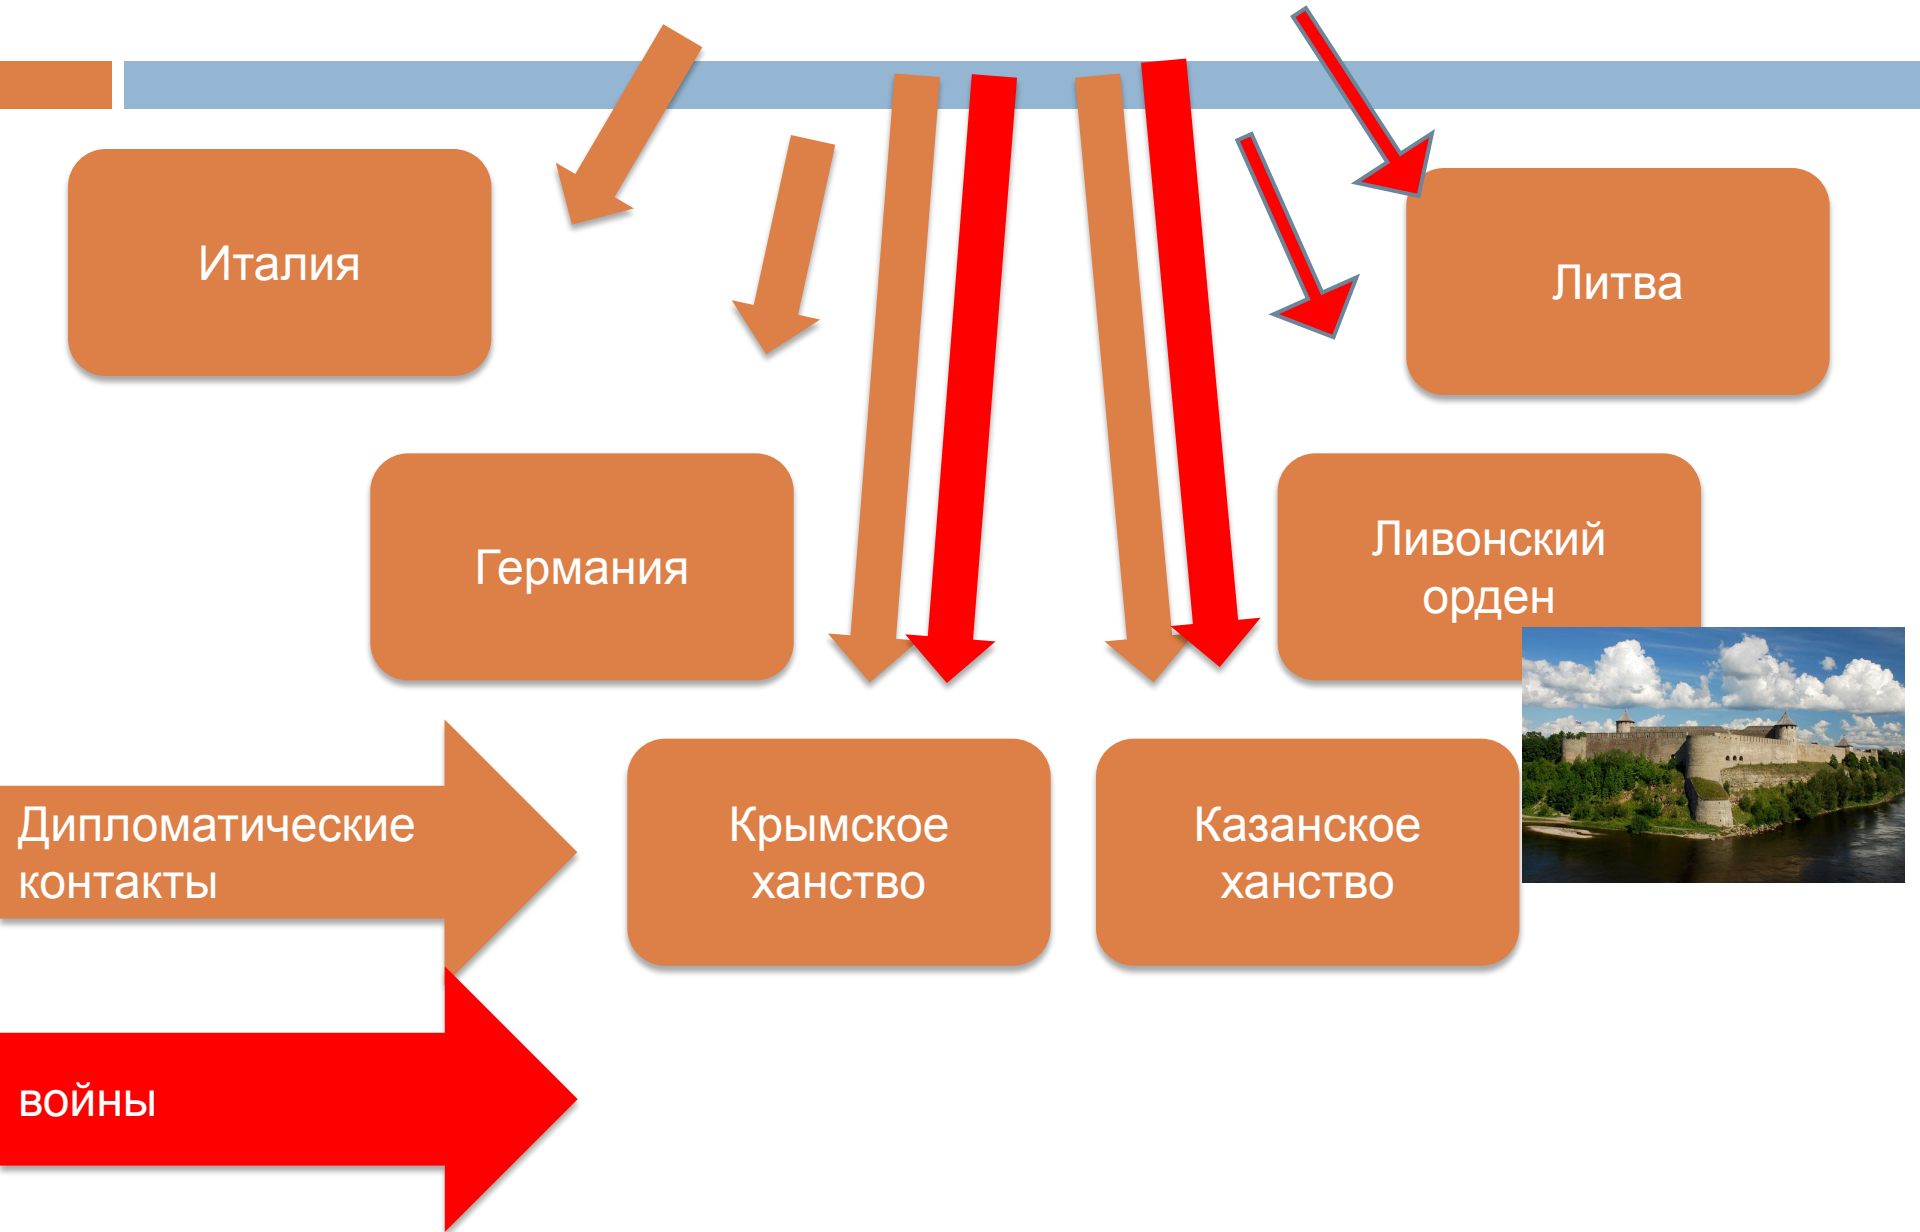 Италия
Литва
Германия
Ливонский
орден
Дипломатические
контакты
Крымское
ханство
Казанское
ханство
войны